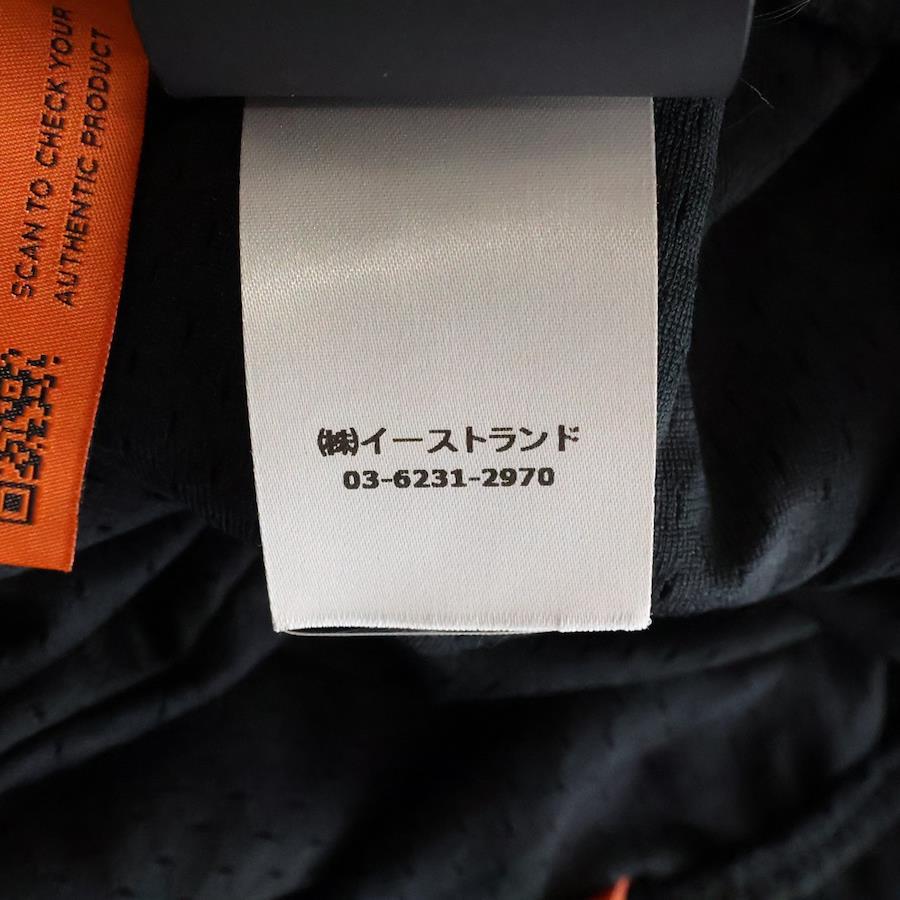 SCAN TO CHECK YOUR
AUTHENTIC PRODUCT
㈱イーストランド
03-6231-2970